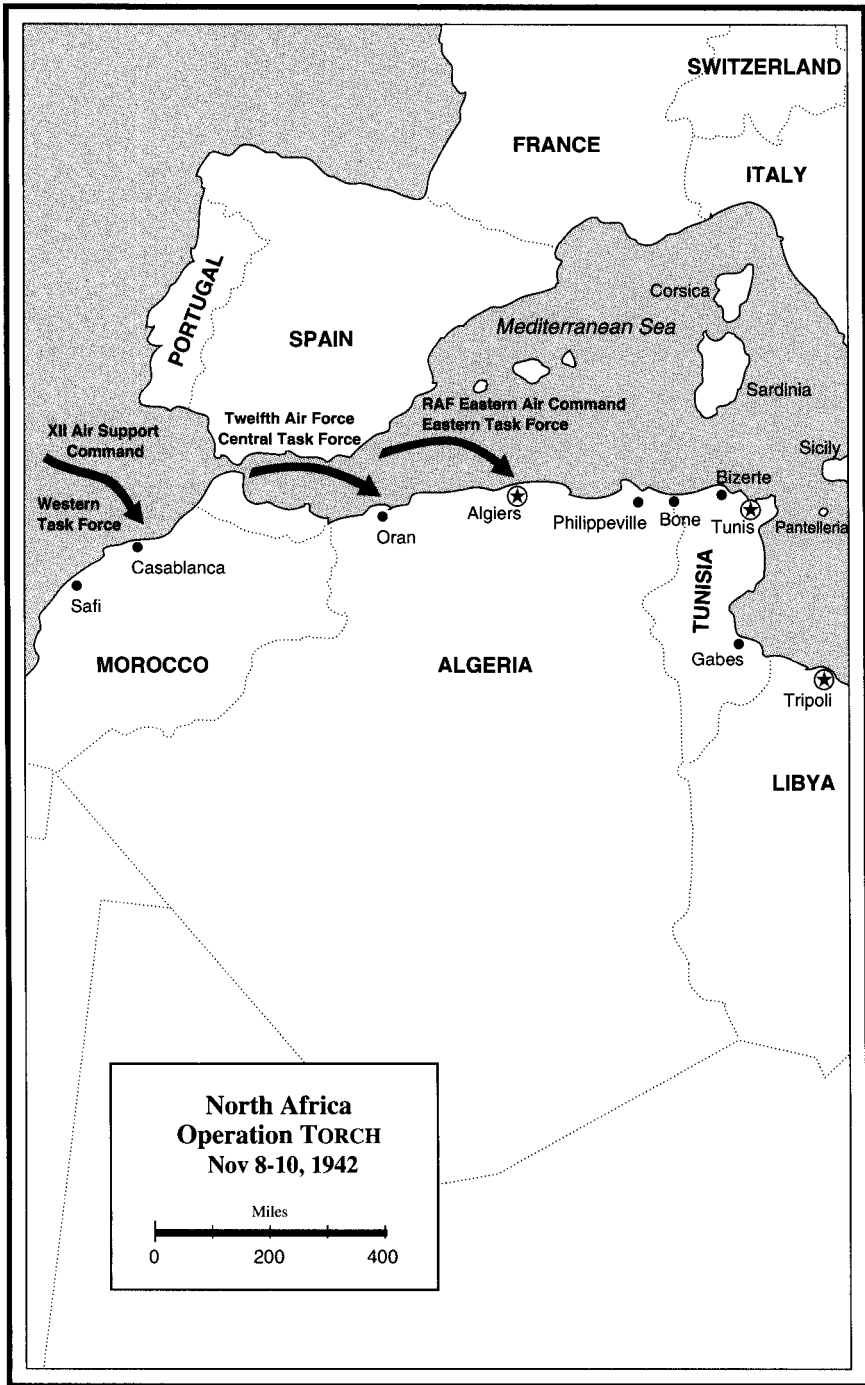 SWITZERLAND
FRANCE
ITALY
PORTUGAL
SPAIN
Corsica
Mediterranean Sea
Sardinia
XII Air Support
Command
Tweifth Air Force
Central Task Force
RAF Eastern Air Command
Eastern Task Force
Sicily
Western
Task Force
Casablanca
Safi
Oran
Algiers
Philippeville
Bone
Bizerte
Tunis
Pantelleria
TUNISIA
MOROCCO
ALGERIA
Gabes
Tripoli
LIBYA
North Africa
Operation TORCH
Nov 8-10, 1942
Miles
0 200 400